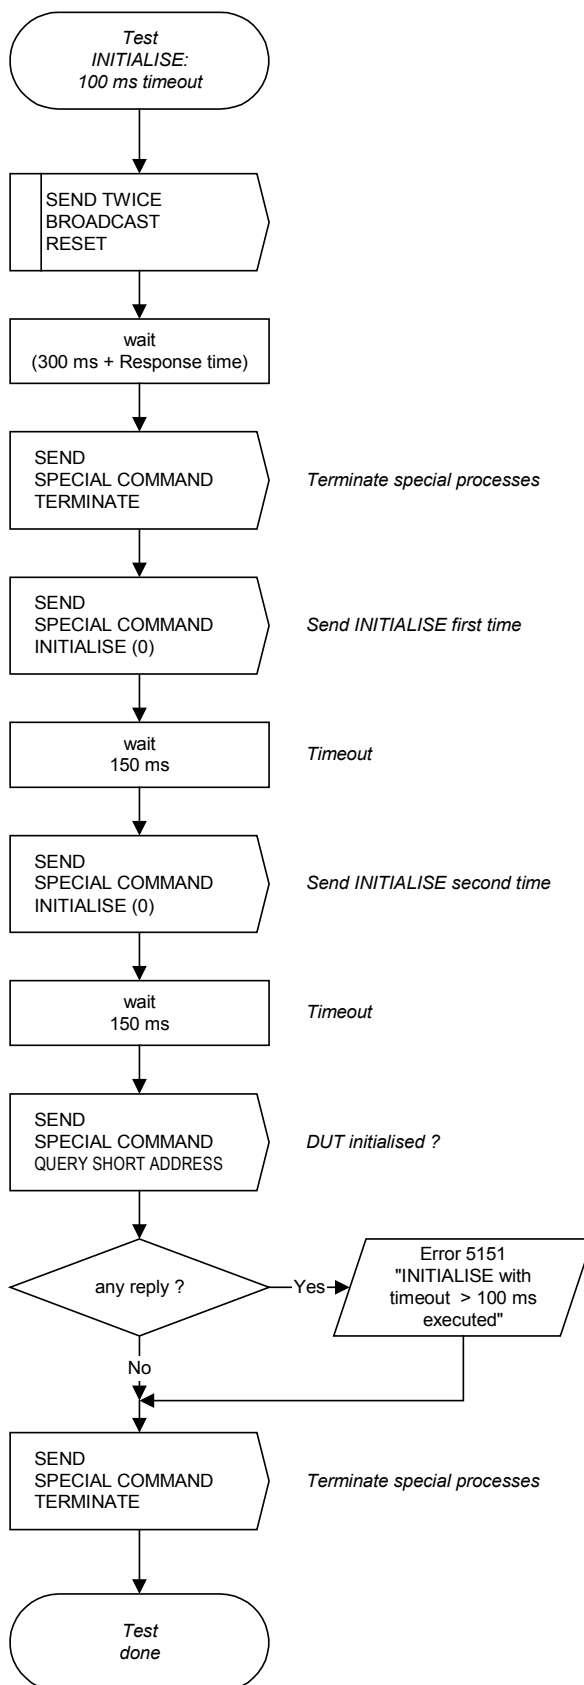 Test
INITIALISE:
100 ms timeout
SEND TWICE
BROADCAST
RESET
wait
(300 ms + Response time)
SEND
SPECIAL COMMAND
TERMINATE
Terminate special processes
SEND
SPECIAL COMMAND
INITIALISE (0)
Send INITIALISE first time
wait
150 ms
Timeout
SEND
SPECIAL COMMAND
INITIALISE (0)
Send INITIALISE second time
wait
150 ms
Timeout
SEND
SPECIAL COMMAND
QUERY SHORT ADDRESS
DUT initialised ?
any reply ?
Yes
Error 5151
"INITIALISE with
timeout > 100 ms
executed"
No
SEND
SPECIAL COMMAND
TERMINATE
Terminate special processes
Test
done